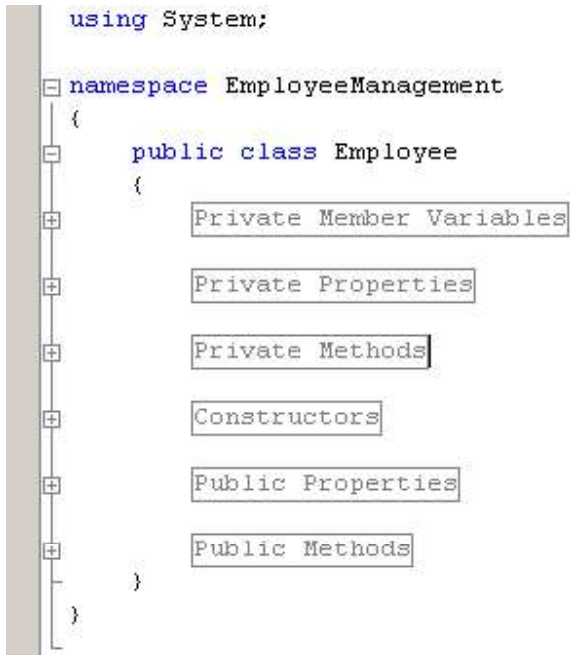 using System;
namespace EmployeeManagement
{
public class Employee
{
Private Member Variables
Private Properties
Private Methods
Constructors
Public Properties
Public Methods
}
}